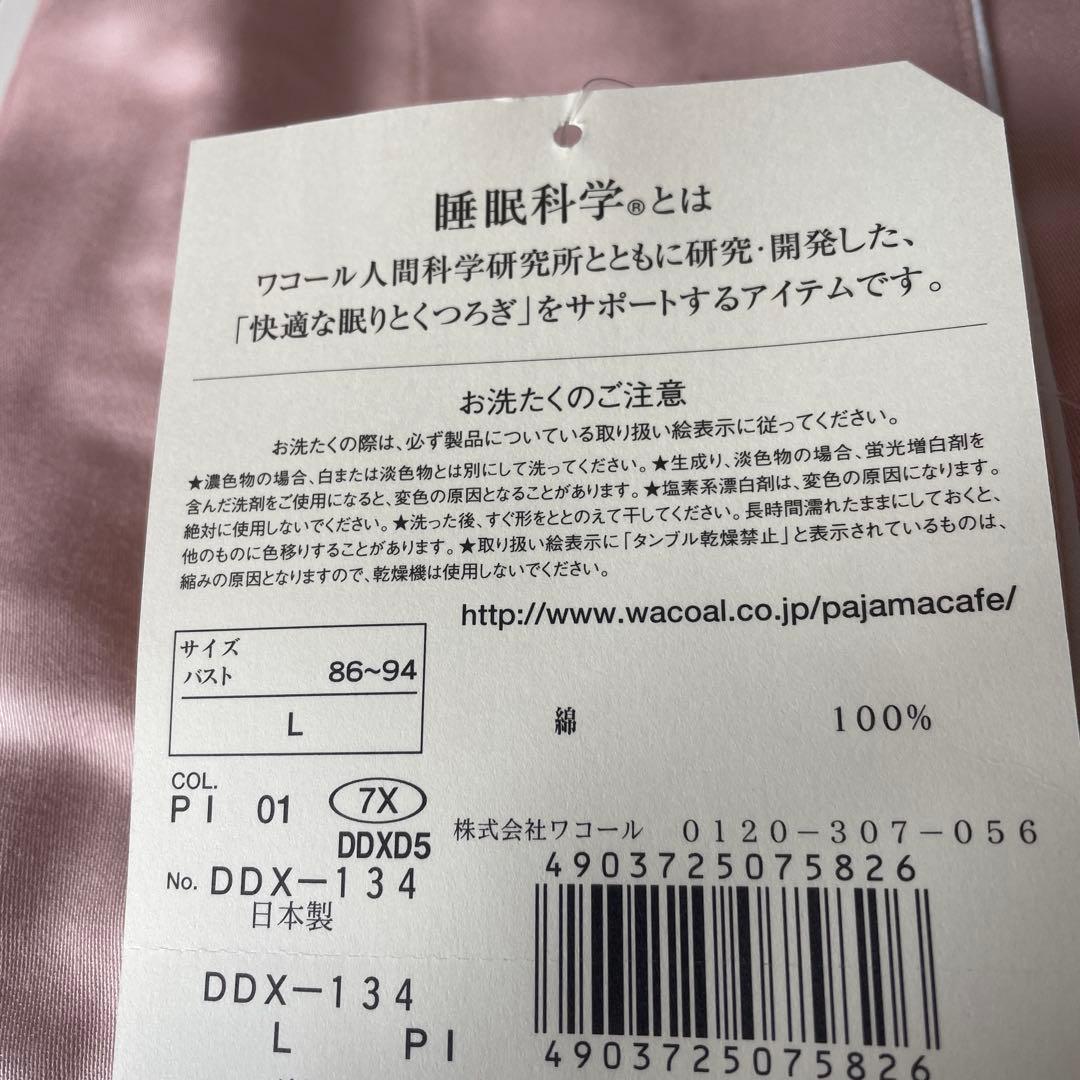 睡眠科学®とは
ワコール人間科学研究所とともに研究・開発した、
「快適な眠りとくつろぎ」をサポートするアイテムです。
お洗たくのご注意
お洗たくの際は、必ず製品についている取り扱い絵表示に従ってください。
★濃色物の場合、白または淡色物とは別にして洗ってください。★生成り、淡色物の場合、蛍光増白剤を
含んだ洗剤をご使用になると、変色の原因となることがあります。★塩素系漂白剤は、変色の原因になります。
絶対に使用しないでください。★洗った後、すぐ形をととのえて干してください。長時間濡れたままにしておくと、
他のものに色移りすることがあります。★取り扱い絵表示に「タンブル乾燥禁止」と表示されているものは、
縮みの原因となりますので、乾燥機は使用しないでください。
http://www.wacoal.co.jp/pajamacafe/
サイズ
バスト 86~94
L
綿 100%
COL.
PI 01 7X
DDXD5
株式会社ワコール 0120-307-056
No. DDX-134
日本製
4903725075826
DDX-134
L PI
4903725075826